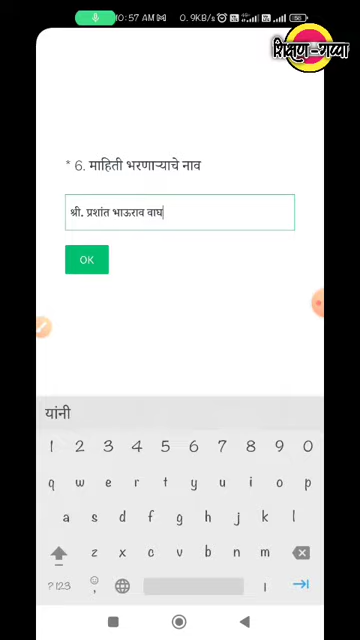 10:57 AM 0.9KB/s 56
शिक्षण-गप्पा
* 6. माहिती भरणाऱ्याचे नाव
श्री. प्रशांत भाऊराव वाघ
OK
यांनी
1 2 3 4 5 6 7 8 9 0
q w e r t y u i o p
a s d f g h j k l
z x c v b n m
?123 , ।